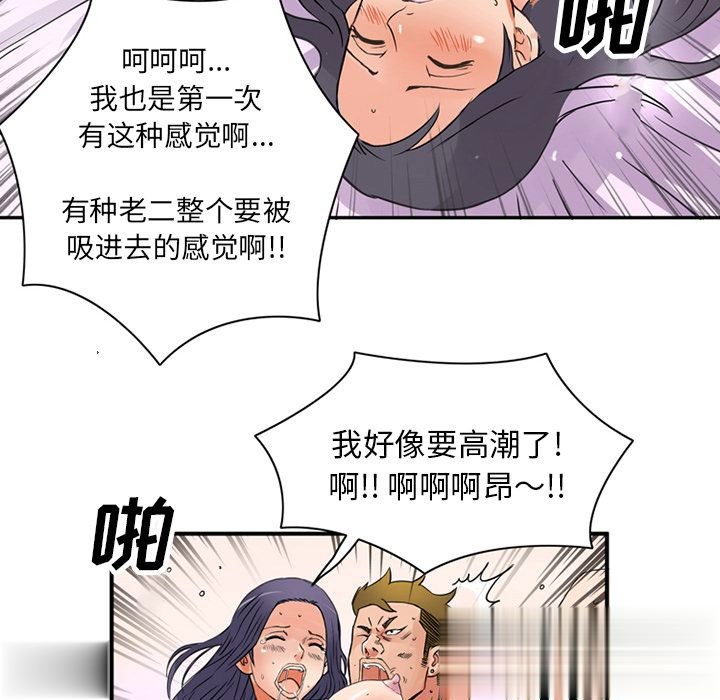 啪
呵呵呵...
我也是第一次
有这种感觉啊...
有种老二整个要被
吸进去的感觉啊!!
我好像要高潮了!
啊!! 啊啊啊昂～!!
啪